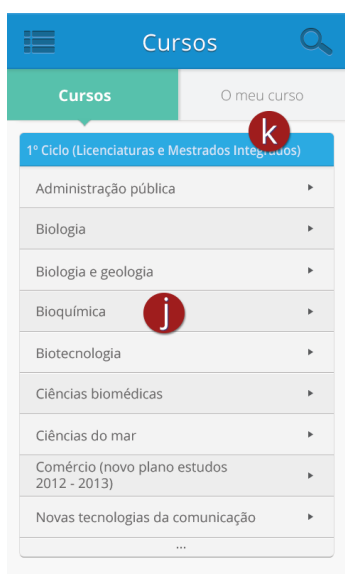 Cursos
Cursos
O meu curso
k
1º Ciclo (Licenciaturas e Mestrados Integrados)
Administração pública
Biologia
Biologia e geologia
Bioquímica
j
Biotecnologia
Ciências biomédicas
Ciências do mar
Comércio (novo plano estudos
2012 - 2013)
Novas tecnologias da comunicação
...